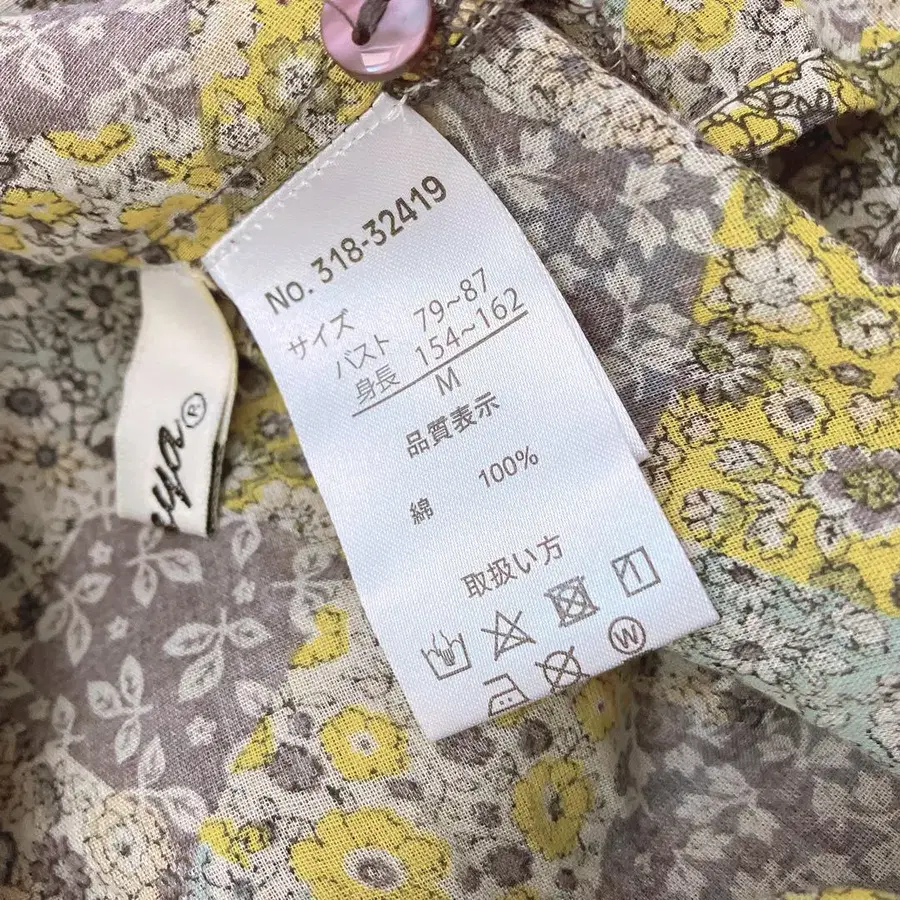 No. 318-32419
サイズ
バスト 79~87
身長 154~162
M
品質表示
綿 100%
取扱い方
W
®